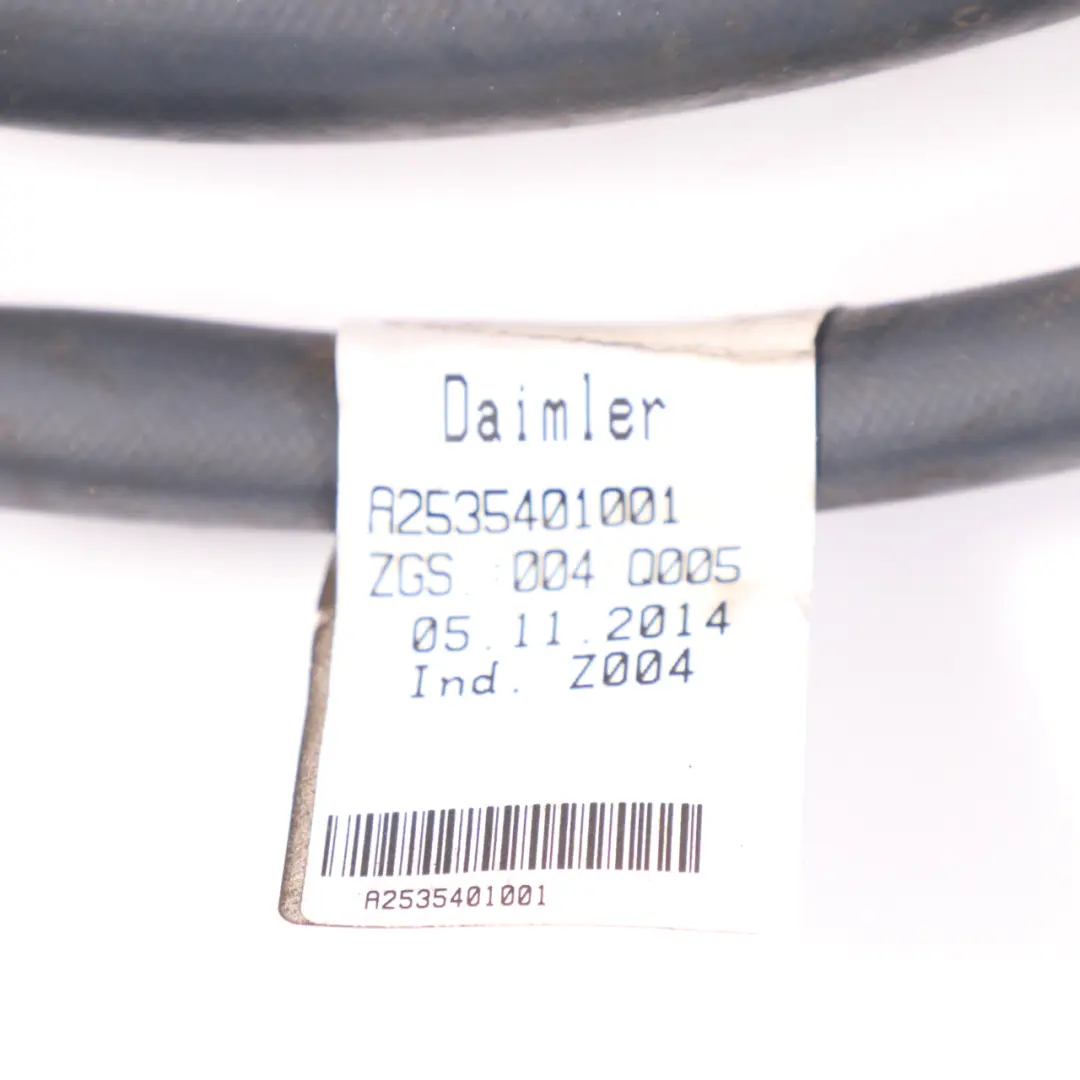 Daimler
A2535401001
ZGS : 004 Q005
05.11.2014
Ind. Z004
A2535401001